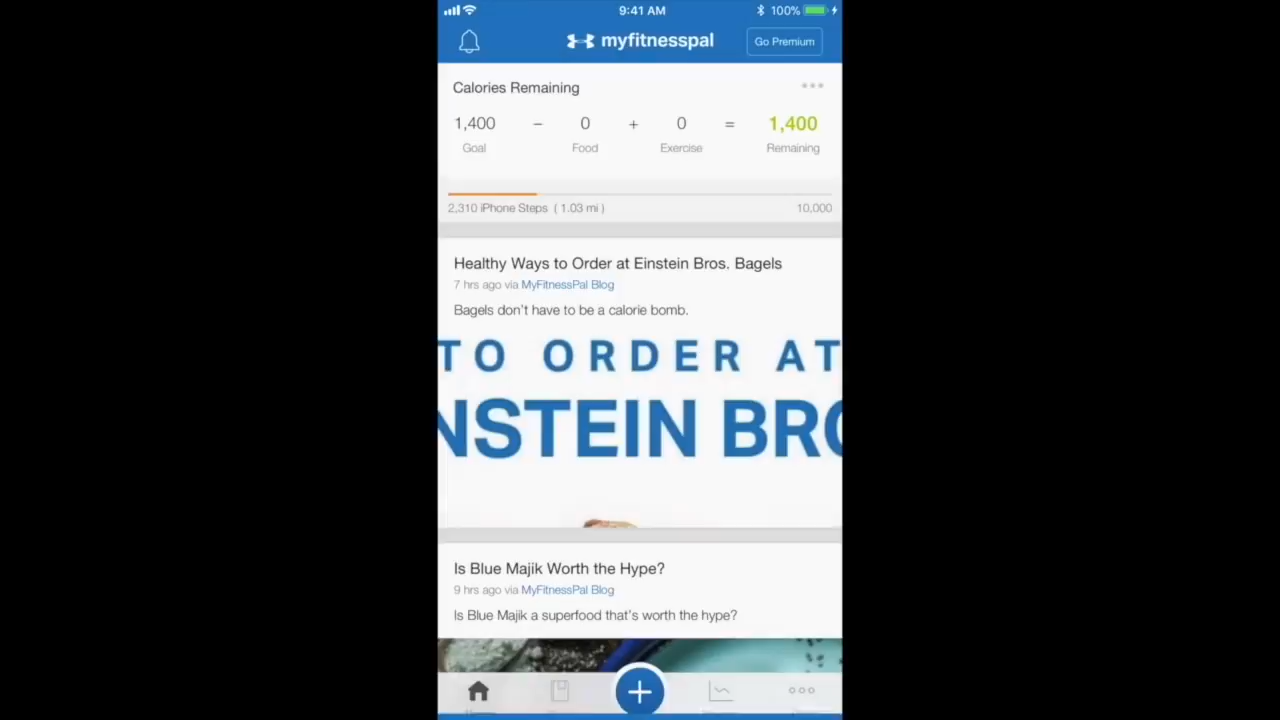 9:41 AM 100%
myfitnesspal Go Premium
Calories Remaining
1,400 − 0 + 0 = 1,400
Goal Food Exercise Remaining
2,310 iPhone Steps ( 1.03 mi ) 10,000
Healthy Ways to Order at Einstein Bros. Bagels
7 hrs ago via MyFitnessPal Blog
Bagels don't have to be a calorie bomb.
TO ORDER AT
NSTEIN BRO
Is Blue Majik Worth the Hype?
9 hrs ago via MyFitnessPal Blog
Is Blue Majik a superfood that's worth the hype?